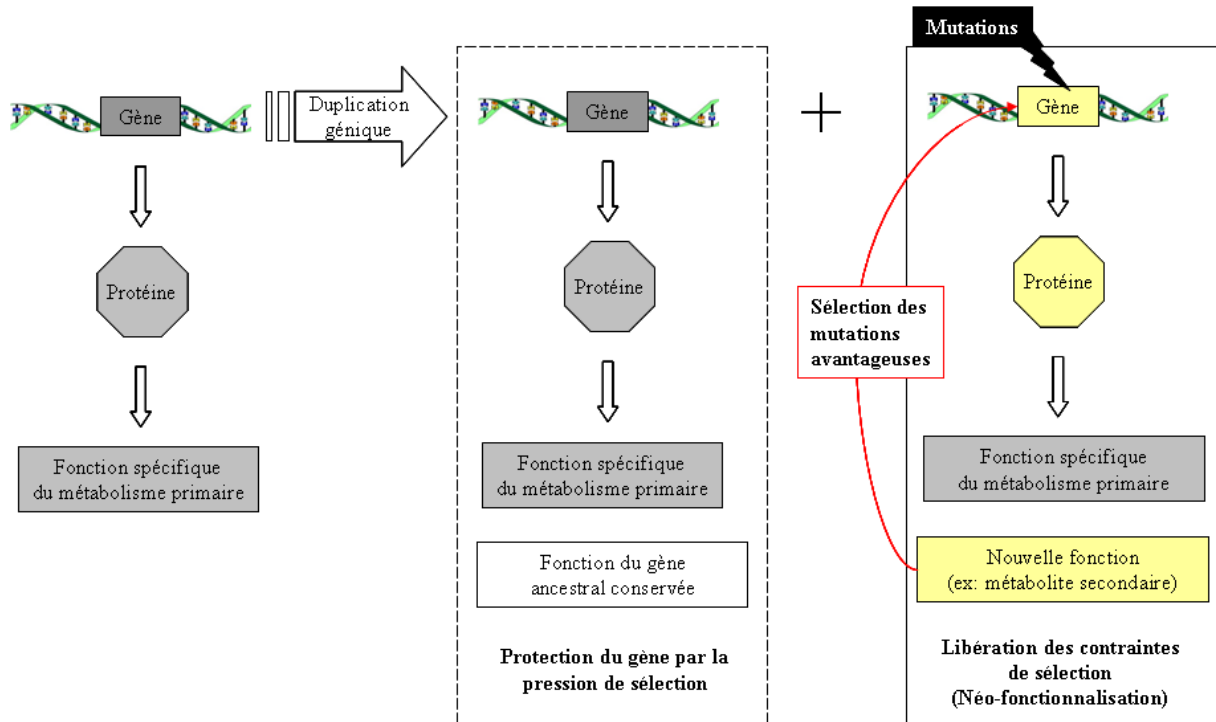 Gène
Protéine
Fonction spécifique
du métabolisme primaire
Duplication
génique
Gène
Protéine
Fonction spécifique
du métabolisme primaire
Fonction du gène
ancestral conservée
Protection du gène par la
pression de sélection
+
Mutations
Gène
Protéine
Sélection des
mutations
avantageuses
Fonction spécifique
du métabolisme primaire
Nouvelle fonction
(ex: métabolite secondaire)
Libération des contraintes
de sélection
(Néo-fonctionnalisation)